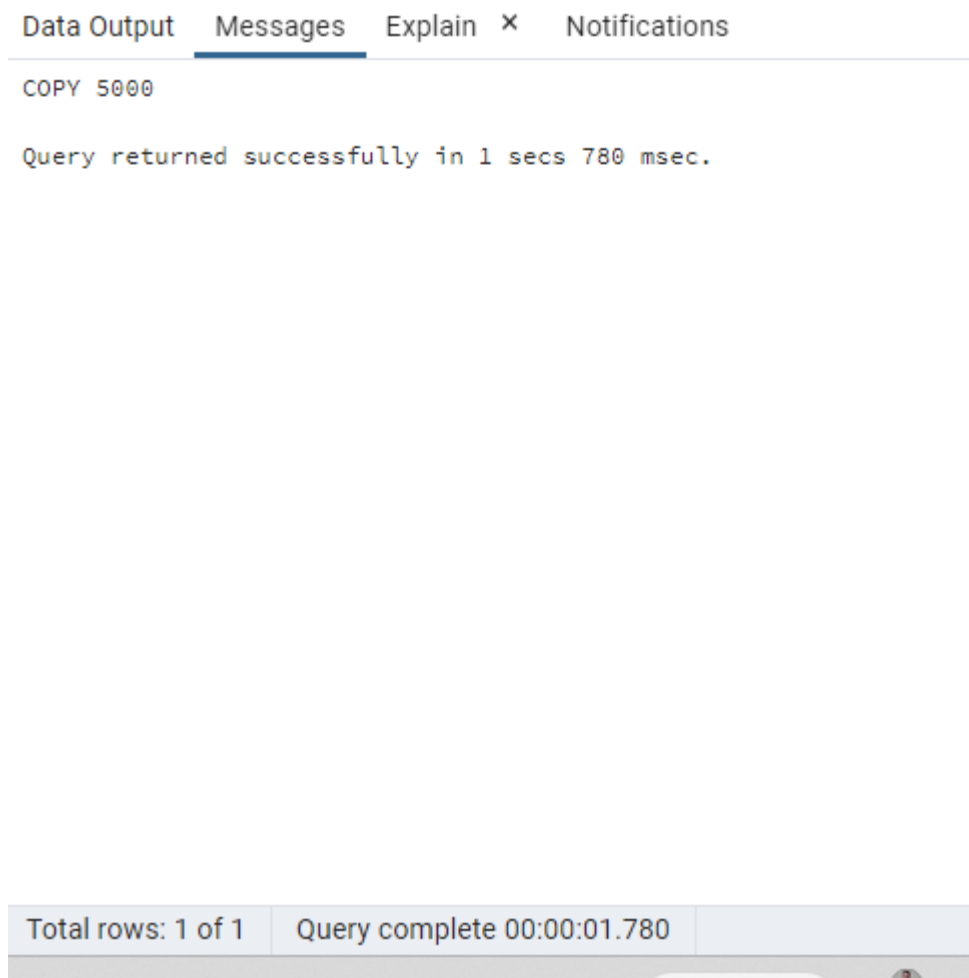 Data Output Messages Explain × Notifications
COPY 5000
Query returned successfully in 1 secs 780 msec.
Total rows: 1 of 1 Query complete 00:00:01.780